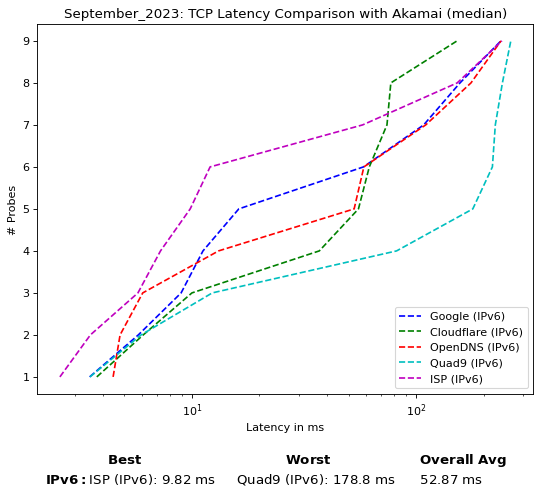 September_2023: TCP Latency Comparison with Akamai (median)
9
8
7
6
5
4
3
2
1
# Probes
Google (IPv6)
Cloudflare (IPv6)
OpenDNS (IPv6)
Quad9 (IPv6)
ISP (IPv6)
10¹ 10²
Latency in ms
Best Worst Overall Avg
IPv6: ISP (IPv6): 9.82 ms Quad9 (IPv6): 178.8 ms 52.87 ms